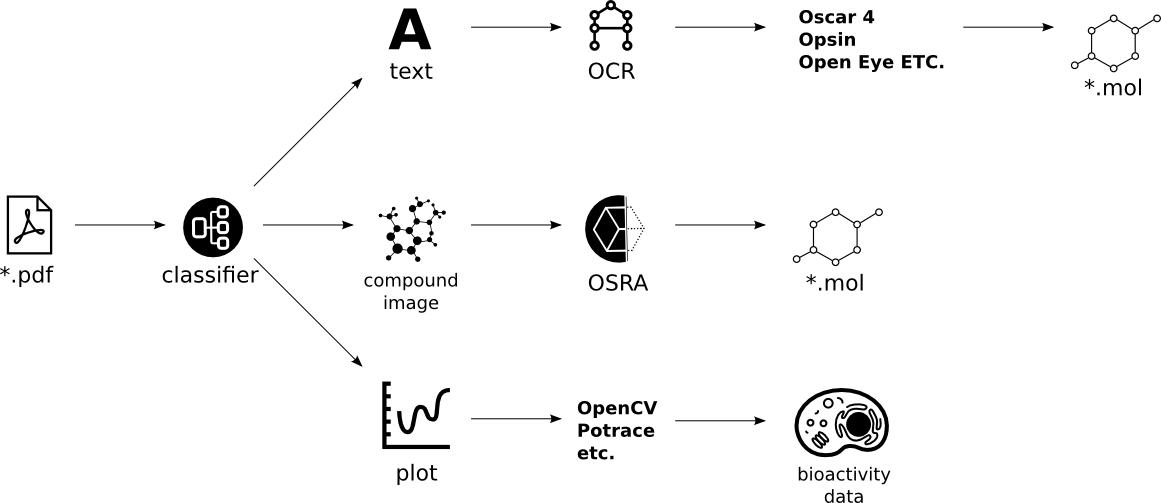 A
text
OCR
Oscar 4
Opsin
Open Eye ETC.
*.mol
*.pdf
classifier
compound
image
OSRA
*.mol
plot
OpenCV
Potrace
etc.
bioactivity
data